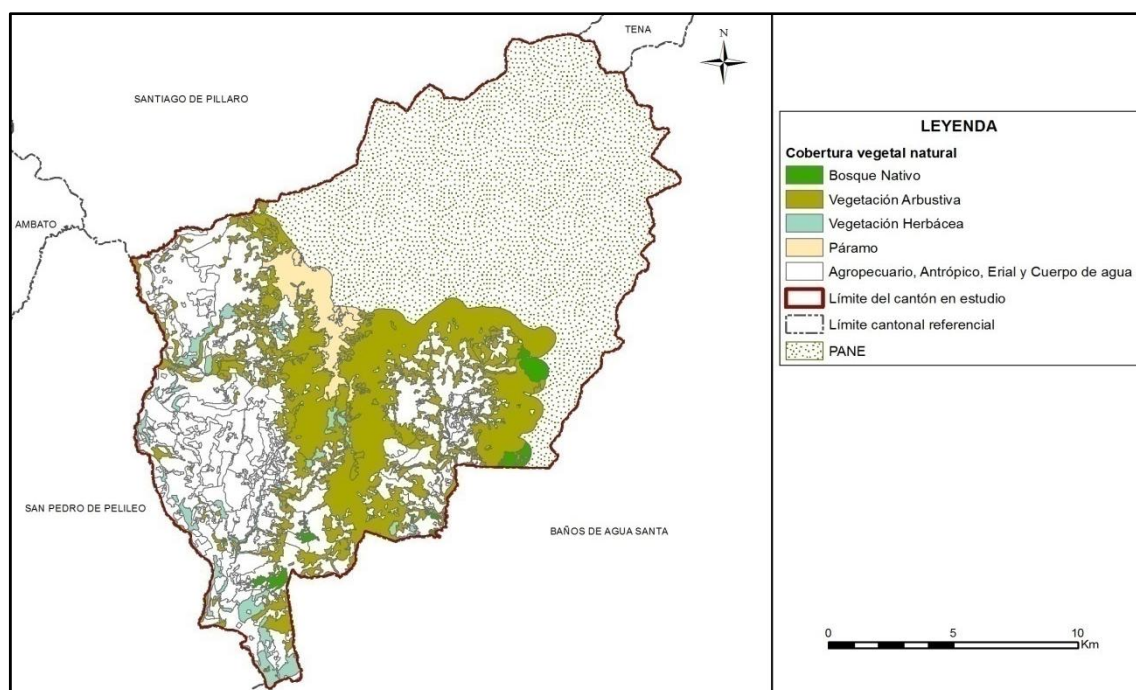 TENA
N
SANTIAGO DE PILLARO
AMBATO
SAN PEDRO DE PELILEO
BAÑOS DE AGUA SANTA
LEYENDA
Cobertura vegetal natural
Bosque Nativo
Vegetación Arbustiva
Vegetación Herbácea
Páramo
Agropecuario, Antrópico, Erial y Cuerpo de agua
Límite del cantón en estudio
Límite cantonal referencial
PANE
0 5 10
Km